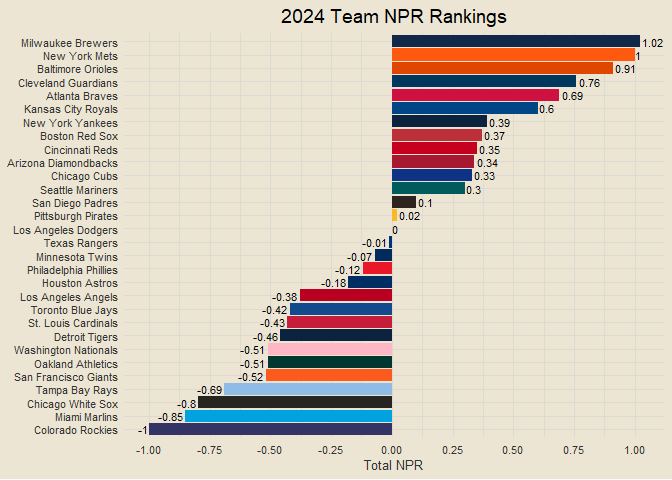 2024 Team NPR Rankings
Milwaukee Brewers 1.02
New York Mets 1
Baltimore Orioles 0.91
Cleveland Guardians 0.76
Atlanta Braves 0.69
Kansas City Royals 0.6
New York Yankees 0.39
Boston Red Sox 0.37
Cincinnati Reds 0.35
Arizona Diamondbacks 0.34
Chicago Cubs 0.33
Seattle Mariners 0.3
San Diego Padres 0.1
Pittsburgh Pirates 0.02
Los Angeles Dodgers 0
Texas Rangers -0.01
Minnesota Twins -0.07
Philadelphia Phillies -0.12
Houston Astros -0.18
Los Angeles Angels -0.38
Toronto Blue Jays -0.42
St. Louis Cardinals -0.43
Detroit Tigers -0.46
Washington Nationals -0.51
Oakland Athletics -0.51
San Francisco Giants -0.52
Tampa Bay Rays -0.69
Chicago White Sox -0.8
Miami Marlins -0.85
Colorado Rockies -1
-1.00 -0.75 -0.50 -0.25 0.00 0.25 0.50 0.75 1.00
Total NPR